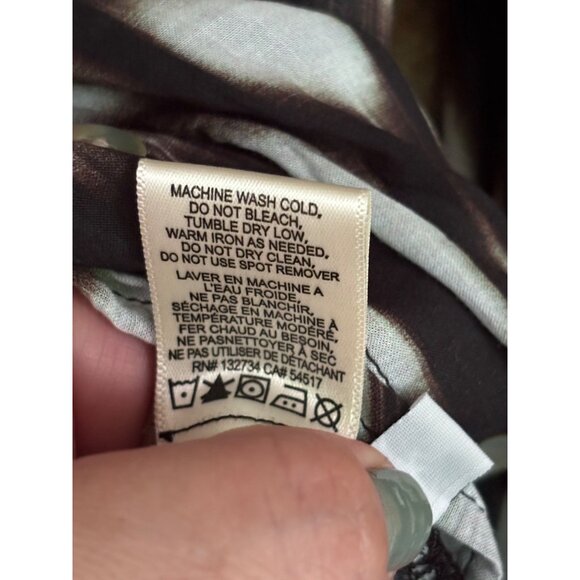 MACHINE WASH COLD.
DO NOT BLEACH,
TUMBLE DRY LOW,
WARM IRON AS NEEDED.
DO NOT DRY CLEAN,
DO NOT USE SPOT REMOVER
LAVER EN MACHINE A
L'EAU FROIDE,
NE PAS BLANCHIR,
SÉCHAGE EN MACHINE À
TEMPÉRATURE MODÉRÉ,
FER CHAUD AU BESOIN,
NE PASNETTOYER À SEC
NE PAS UTILISER DE DÉTACHANT
RN# 132734 CA# 54517